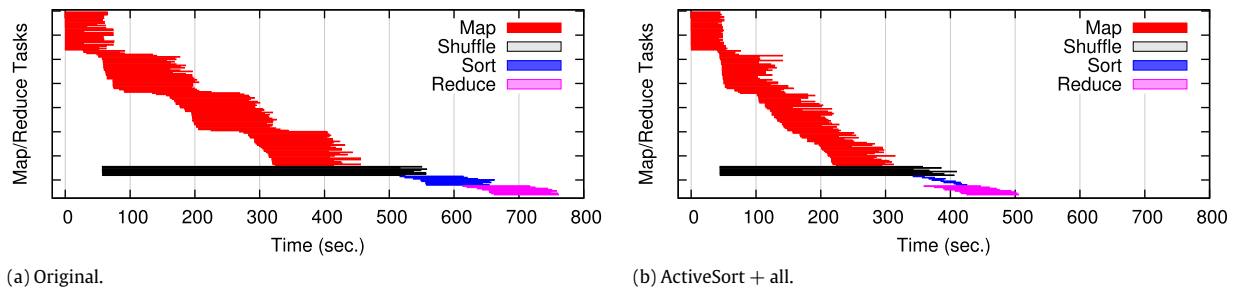 Map/Reduce Tasks
Map
Shuffle
Sort
Reduce
0 100 200 300 400 500 600 700 800
Time (sec.)
(a) Original.
Map/Reduce Tasks
Map
Shuffle
Sort
Reduce
0 100 200 300 400 500 600 700 800
Time (sec.)
(b) ActiveSort + all.